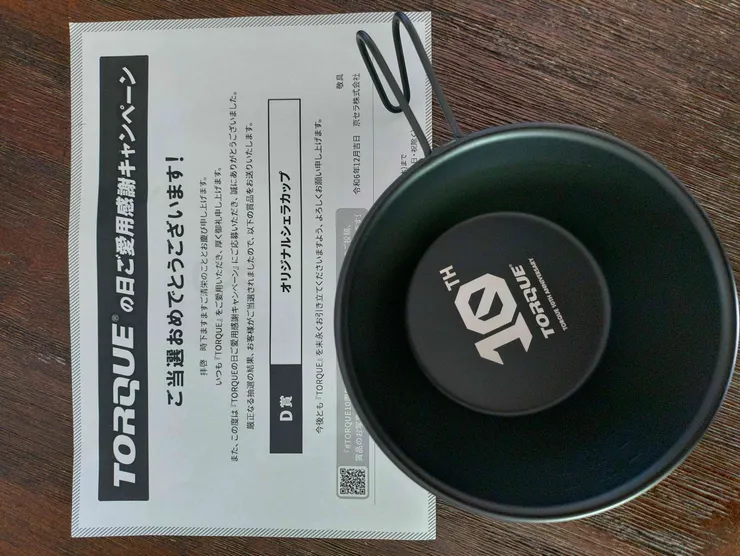 TORQUE®の日ご愛用感謝キャンペーン
ご当選おめでとうございます!
拝啓 時下ますますご清栄のこととお慶び申し上げます。
いつも『TORQUE』をご愛用いただき、厚く御礼申し上げます。
また、この度は『TORQUEの日ご愛用感謝キャンペーン』にご応募いただき、誠にありがとうございました。
厳正なる抽選の結果、お客様がご当選されましたので、以下の賞品をお送りいたします。
D賞 オリジナルシェラカップ
今後とも『TORQUE』を末永くお引き立てくださいますよう、よろしくお願い申し上げます。
敬具
令和6年12月吉日 京セラ株式会社
『#TORQUE10
賞品のお
10TH
TORQUE
TORQUE 10TH ANNIVERSARY